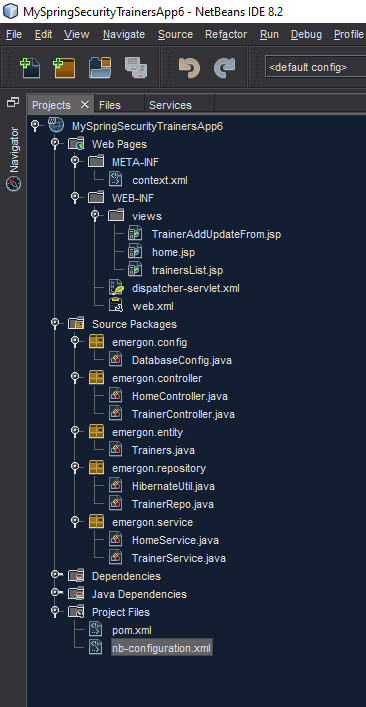 MySpringSecurityTrainersApp6 - NetBeans IDE 8.2
File Edit View Navigate Source Refactor Run Debug Profile
<default config>
Projects Files Services
Navigator
MySpringSecurityTrainersApp6
Web Pages
META-INF
context.xml
WEB-INF
views
TrainerAddUpdateFrom.jsp
home.jsp
trainersList.jsp
dispatcher-servlet.xml
web.xml
Source Packages
emergon.config
DatabaseConfig.java
emergon.controller
HomeController.java
TrainerController.java
emergon.entity
Trainers.java
emergon.repository
HibernateUtil.java
TrainerRepo.java
emergon.service
HomeService.java
TrainerService.java
Dependencies
Java Dependencies
Project Files
pom.xml
nb-configuration.xml